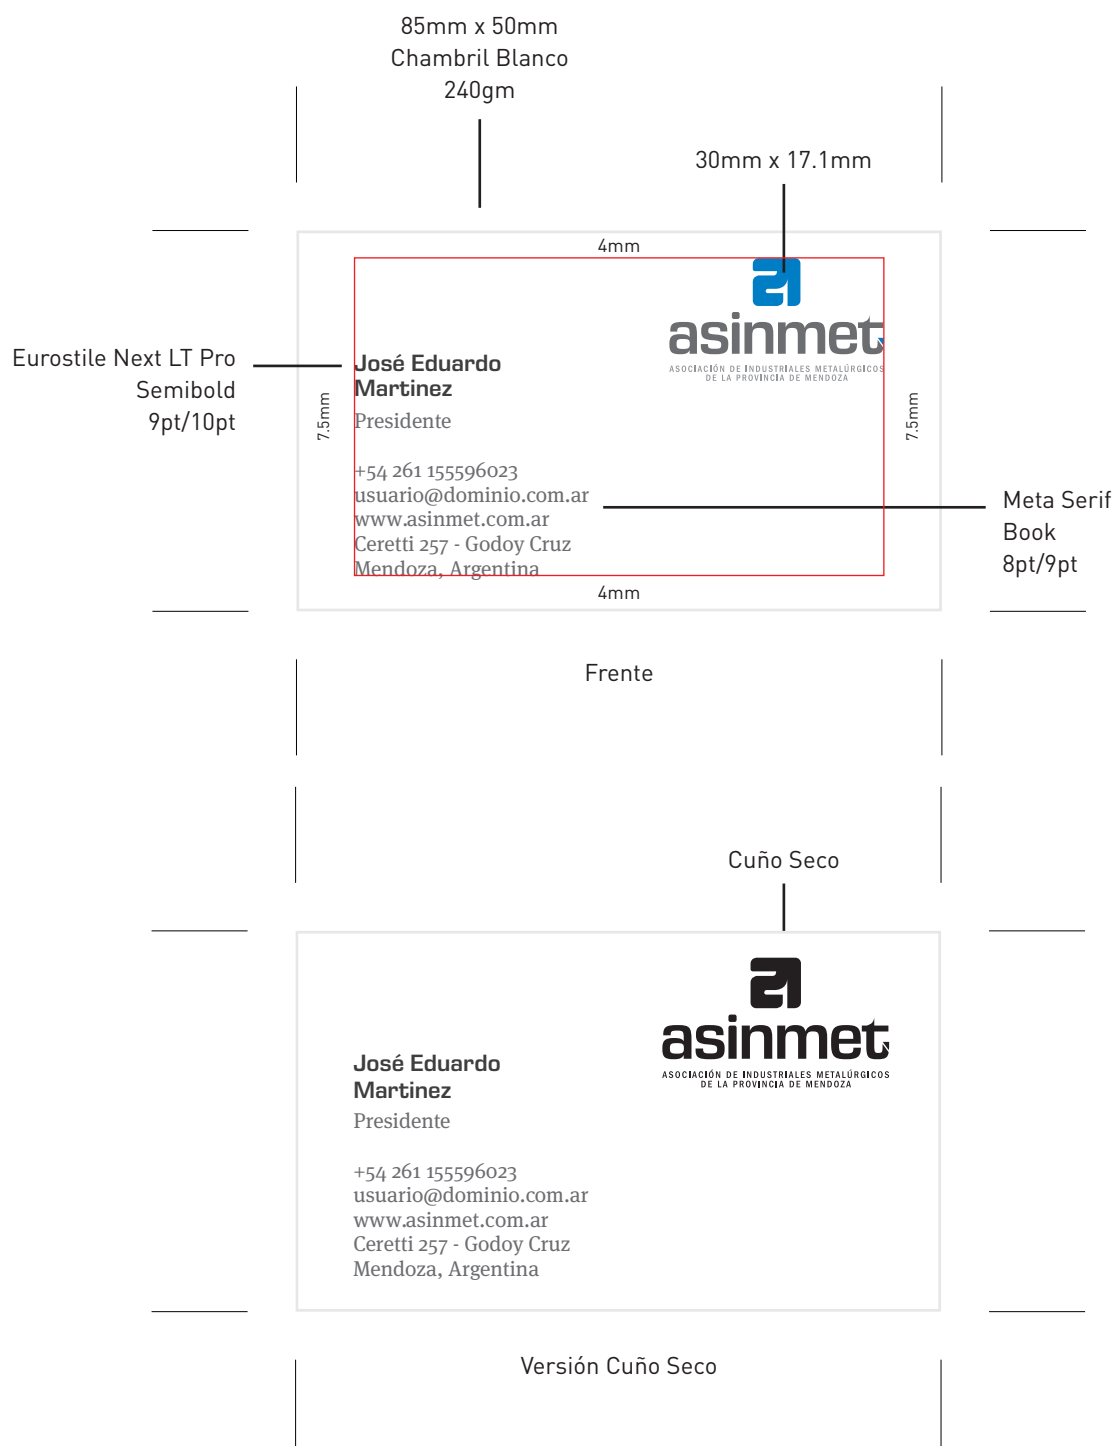 85mm x 50mm
Chambril Blanco
240gm
30mm x 17.1mm
4mm
asinmet
ASOCIACIÓN DE INDUSTRIALES METALÚRGICOS
DE LA PROVINCIA DE MENDOZA
Eurostile Next LT Pro
Semibold
9pt/10pt
7.5mm
José Eduardo
Martinez
Presidente
+54 261 155596023
usuario@dominio.com.ar
www.asinmet.com.ar
Ceretti 257 - Godoy Cruz
Mendoza, Argentina
7.5mm
Meta Serif
Book
8pt/9pt
4mm
Frente
Cuño Seco
asinmet
ASOCIACIÓN DE INDUSTRIALES METALÚRGICOS
DE LA PROVINCIA DE MENDOZA
José Eduardo
Martinez
Presidente
+54 261 155596023
usuario@dominio.com.ar
www.asinmet.com.ar
Ceretti 257 - Godoy Cruz
Mendoza, Argentina
Versión Cuño Seco